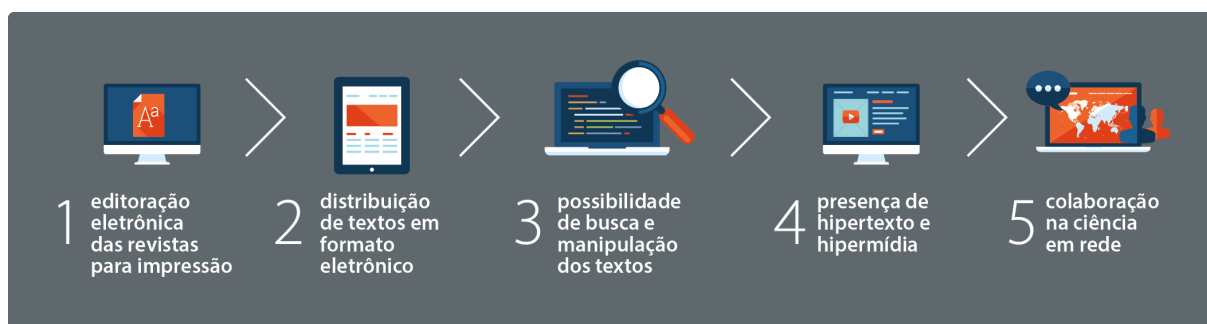 Aa
1 editoração
eletrônica
das revistas
para impressão
2 distribuição
de textos em
formato
eletrônico
3 possibilidade
de busca e
manipulação
dos textos
4 presença de
hipertexto e
hipermídia
5 colaboração
na ciência
em rede